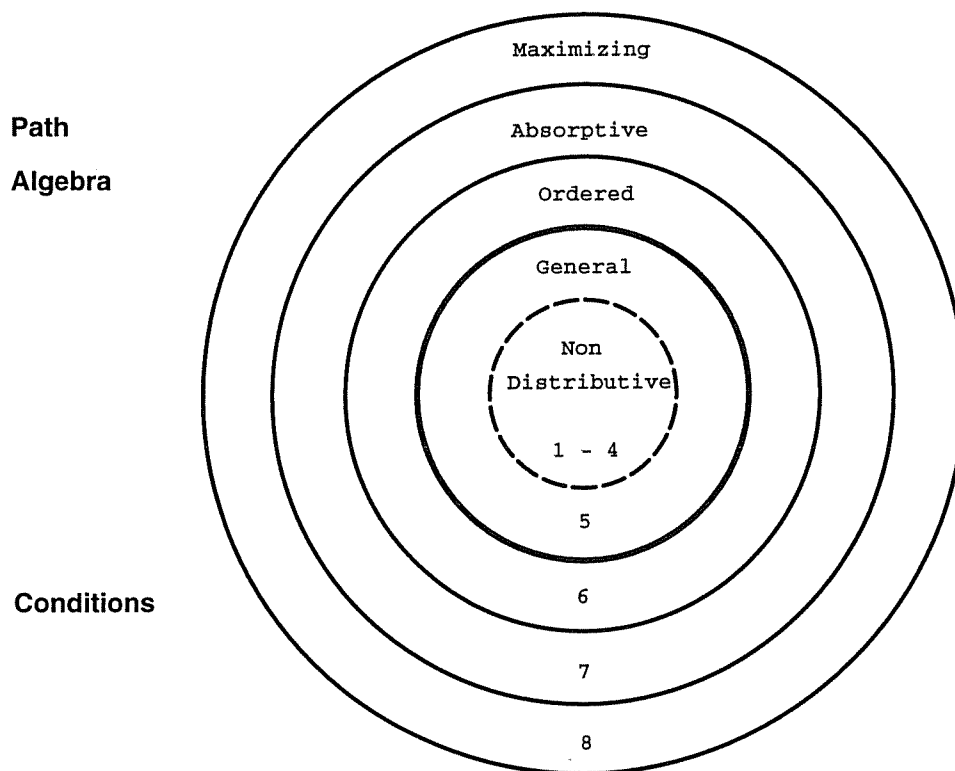 Maximizing
Path
Absorptive
Algebra
Ordered
General
Non
Distributive
1 - 4
5
6
Conditions
7
8